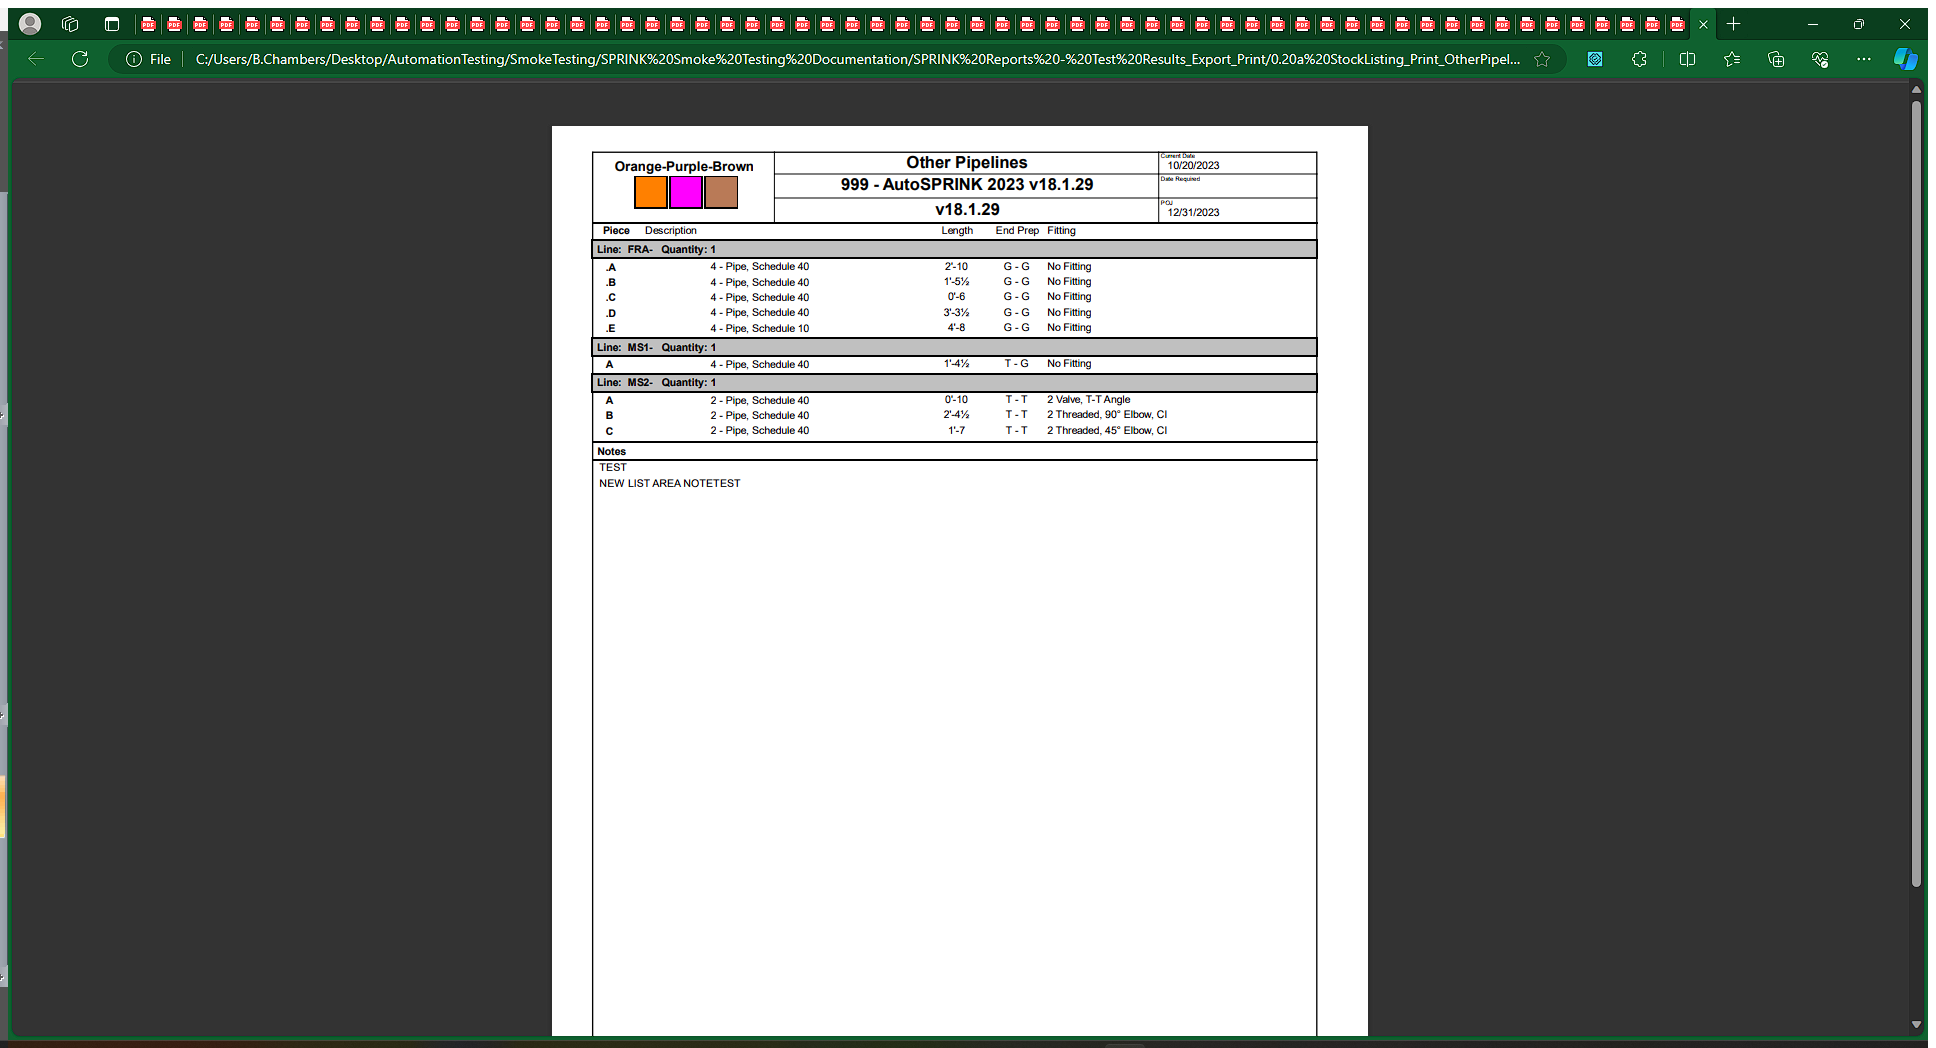 File C:/Users/B.Chambers/Desktop/AutomationTesting/SmokeTesting/SPRINK%20Smoke%20Testing%20Documentation/SPRINK%20Reports%20-%20Test%20Results_Export_Print/0.20a%20StockListing_Print_OtherPipel...
Orange-Purple-Brown
Other Pipelines
999 - AutoSPRINK 2023 v18.1.29
v18.1.29
Current Date
10/20/2023
Date Required
POJ
12/31/2023
Piece Description Length End Prep Fitting
Line: FRA- Quantity: 1
.A 4 - Pipe, Schedule 40 2'-10 G - G No Fitting
.B 4 - Pipe, Schedule 40 1'-5½ G - G No Fitting
.C 4 - Pipe, Schedule 40 0'-6 G - G No Fitting
.D 4 - Pipe, Schedule 40 3'-3½ G - G No Fitting
.E 4 - Pipe, Schedule 10 4'-8 G - G No Fitting
Line: MS1- Quantity: 1
A 4 - Pipe, Schedule 40 1'-4½ T - G No Fitting
Line: MS2- Quantity: 1
A 2 - Pipe, Schedule 40 0'-10 T - T 2 Valve, T-T Angle
B 2 - Pipe, Schedule 40 2'-4½ T - T 2 Threaded, 90° Elbow, CI
C 2 - Pipe, Schedule 40 1'-7 T - T 2 Threaded, 45° Elbow, CI
Notes
TEST
NEW LIST AREA NOTETEST